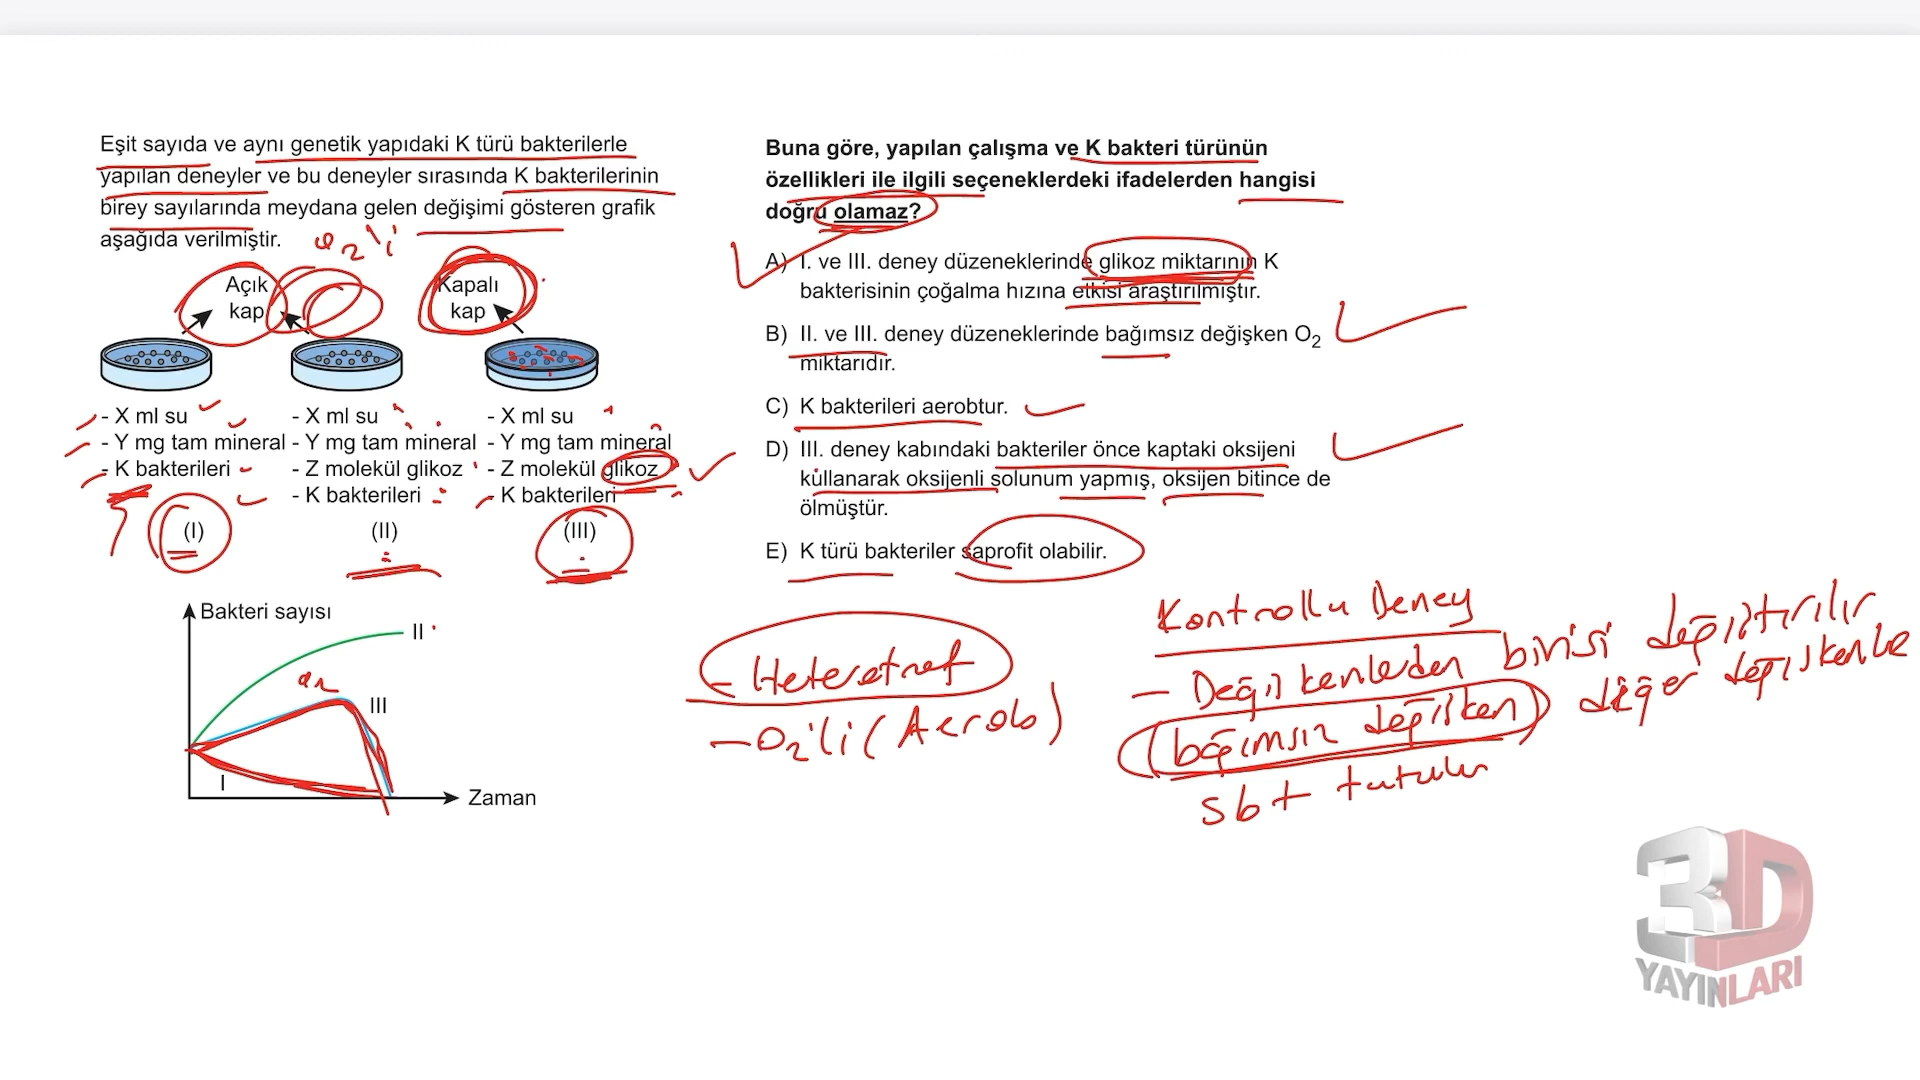 Eşit sayıda ve aynı genetik yapıdaki K türü bakterilerle
yapılan deneyler ve bu deneyler sırasında K bakterilerinin
birey sayılarında meydana gelen değişimi gösteren grafik
aşağıda verilmiştir.
Açık
kap
Kapalı
kap
- X ml su
- Y mg tam mineral
- K bakterileri
(I)
- X ml su
- Y mg tam mineral
- Z molekül glikoz
- K bakterileri
(II)
- X ml su
- Y mg tam mineral
- Z molekül glikoz
- K bakterileri
(III)
Bakteri sayısı
II
III
I
Zaman
Buna göre, yapılan çalışma ve K bakteri türünün
özellikleri ile ilgili seçeneklerdeki ifadelerden hangisi
doğru olamaz?
A) I. ve III. deney düzeneklerinde glikoz miktarının K
bakterisinin çoğalma hızına etkisi araştırılmıştır.
B) II. ve III. deney düzeneklerinde bağımsız değişken O2
miktarıdır.
C) K bakterileri aerobtur.
D) III. deney kabındaki bakteriler önce kaptaki oksijeni
kullanarak oksijenli solunum yapmış, oksijen bitince de
ölmüştür.
E) K türü bakteriler saprofit olabilir.
- Heterotrof
- O2'li (Aerob)
Kontrollü Deney
- Değişkenlerden birisi değiştirilir
(bağımsız değişken) diğer değişkenle
sbt tutulur
3D
YAYINLARI